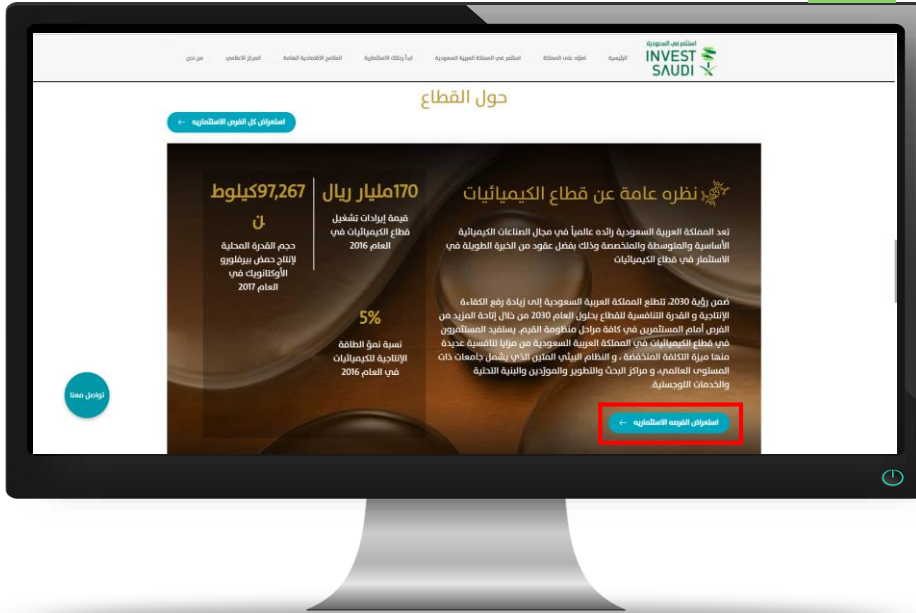 استثمر في السعودية
INVEST
SAUDI
الرئيسية
تعرّف على المملكة
استثمر في المملكة العربية السعودية
ابدأ رحلتك الاستثمارية
الملامح الاقتصادية العامة
المركز الاعلامي
من نحن
حول القطاع
استعراض كل الفرص الاستثماريه
نظره عامة عن قطاع الكيميائيات
تعد المملكة العربية السعودية رائده عالمياً في مجال الصناعات الكيميائية
الأساسية والمتوسطة والمتخصصة وذلك بفضل عقود من الخبرة الطويلة في
الاستثمار في قطاع الكيميائيات
ضمن رؤية 2030، تتطلع المملكة العربية السعودية إلى زيادة رفع الكفاءة
الإنتاجية و القدرة التنافسية للقطاع بحلول العام 2030 من خلال إتاحة المزيد من
الفرص أمام المستثمرين في كافة مراحل منظومة القيم. يستفيد المستثمرون
في قطاع الكيميائيات في المملكة العربية السعودية من مزايا تنافسية عديدة
منها ميزة التكلفة المنخفضة ، و النظام البيئي المتين الذي يشمل جامعات ذات
المستوى العالمي، و مراكز البحث والتطوير والمورّدين والبنية التحتية
والخدمات اللوجستية.
استعراض الفرصه الاستثماريه
170مليار ريال
قيمة إيرادات تشغيل
قطاع الكيميائيات في
العام 2016
97,267كيلوط
ن
حجم القدرة المحلية
لإنتاج حمض بيرفلورو
الأوكتانويك في
العام 2017
5%
نسبة نموّ الطاقة
الإنتاجية للكيميائيات
في العام 2016
تواصل معنا